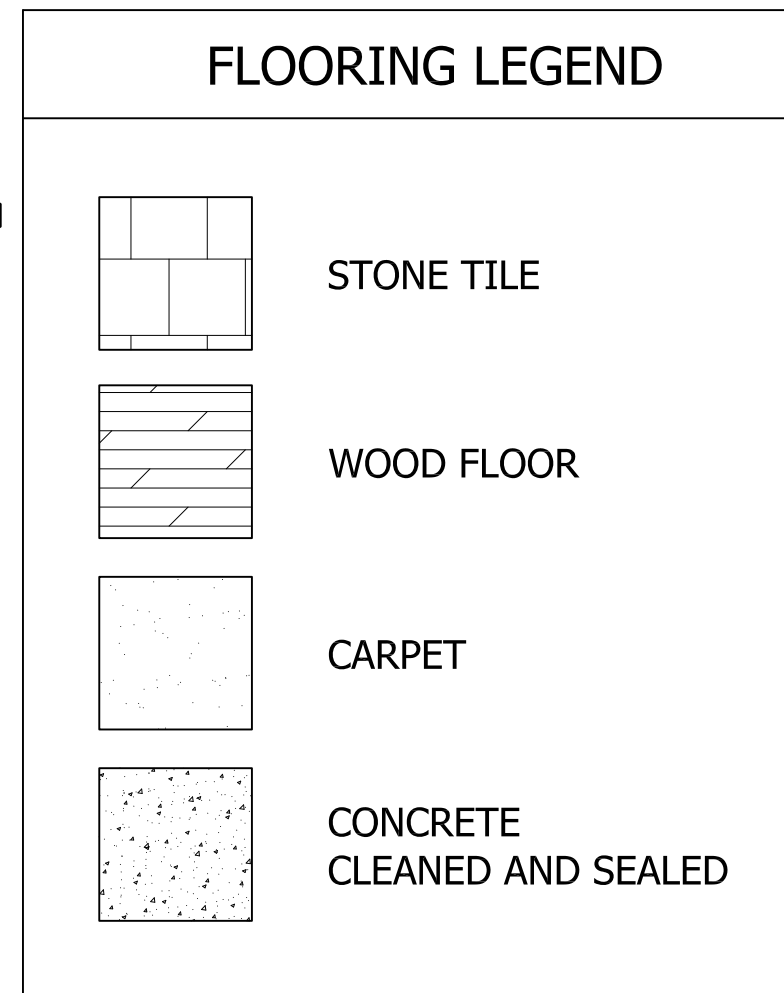 FLOORING LEGEND
STONE TILE
WOOD FLOOR
CARPET
CONCRETE
CLEANED AND SEALED